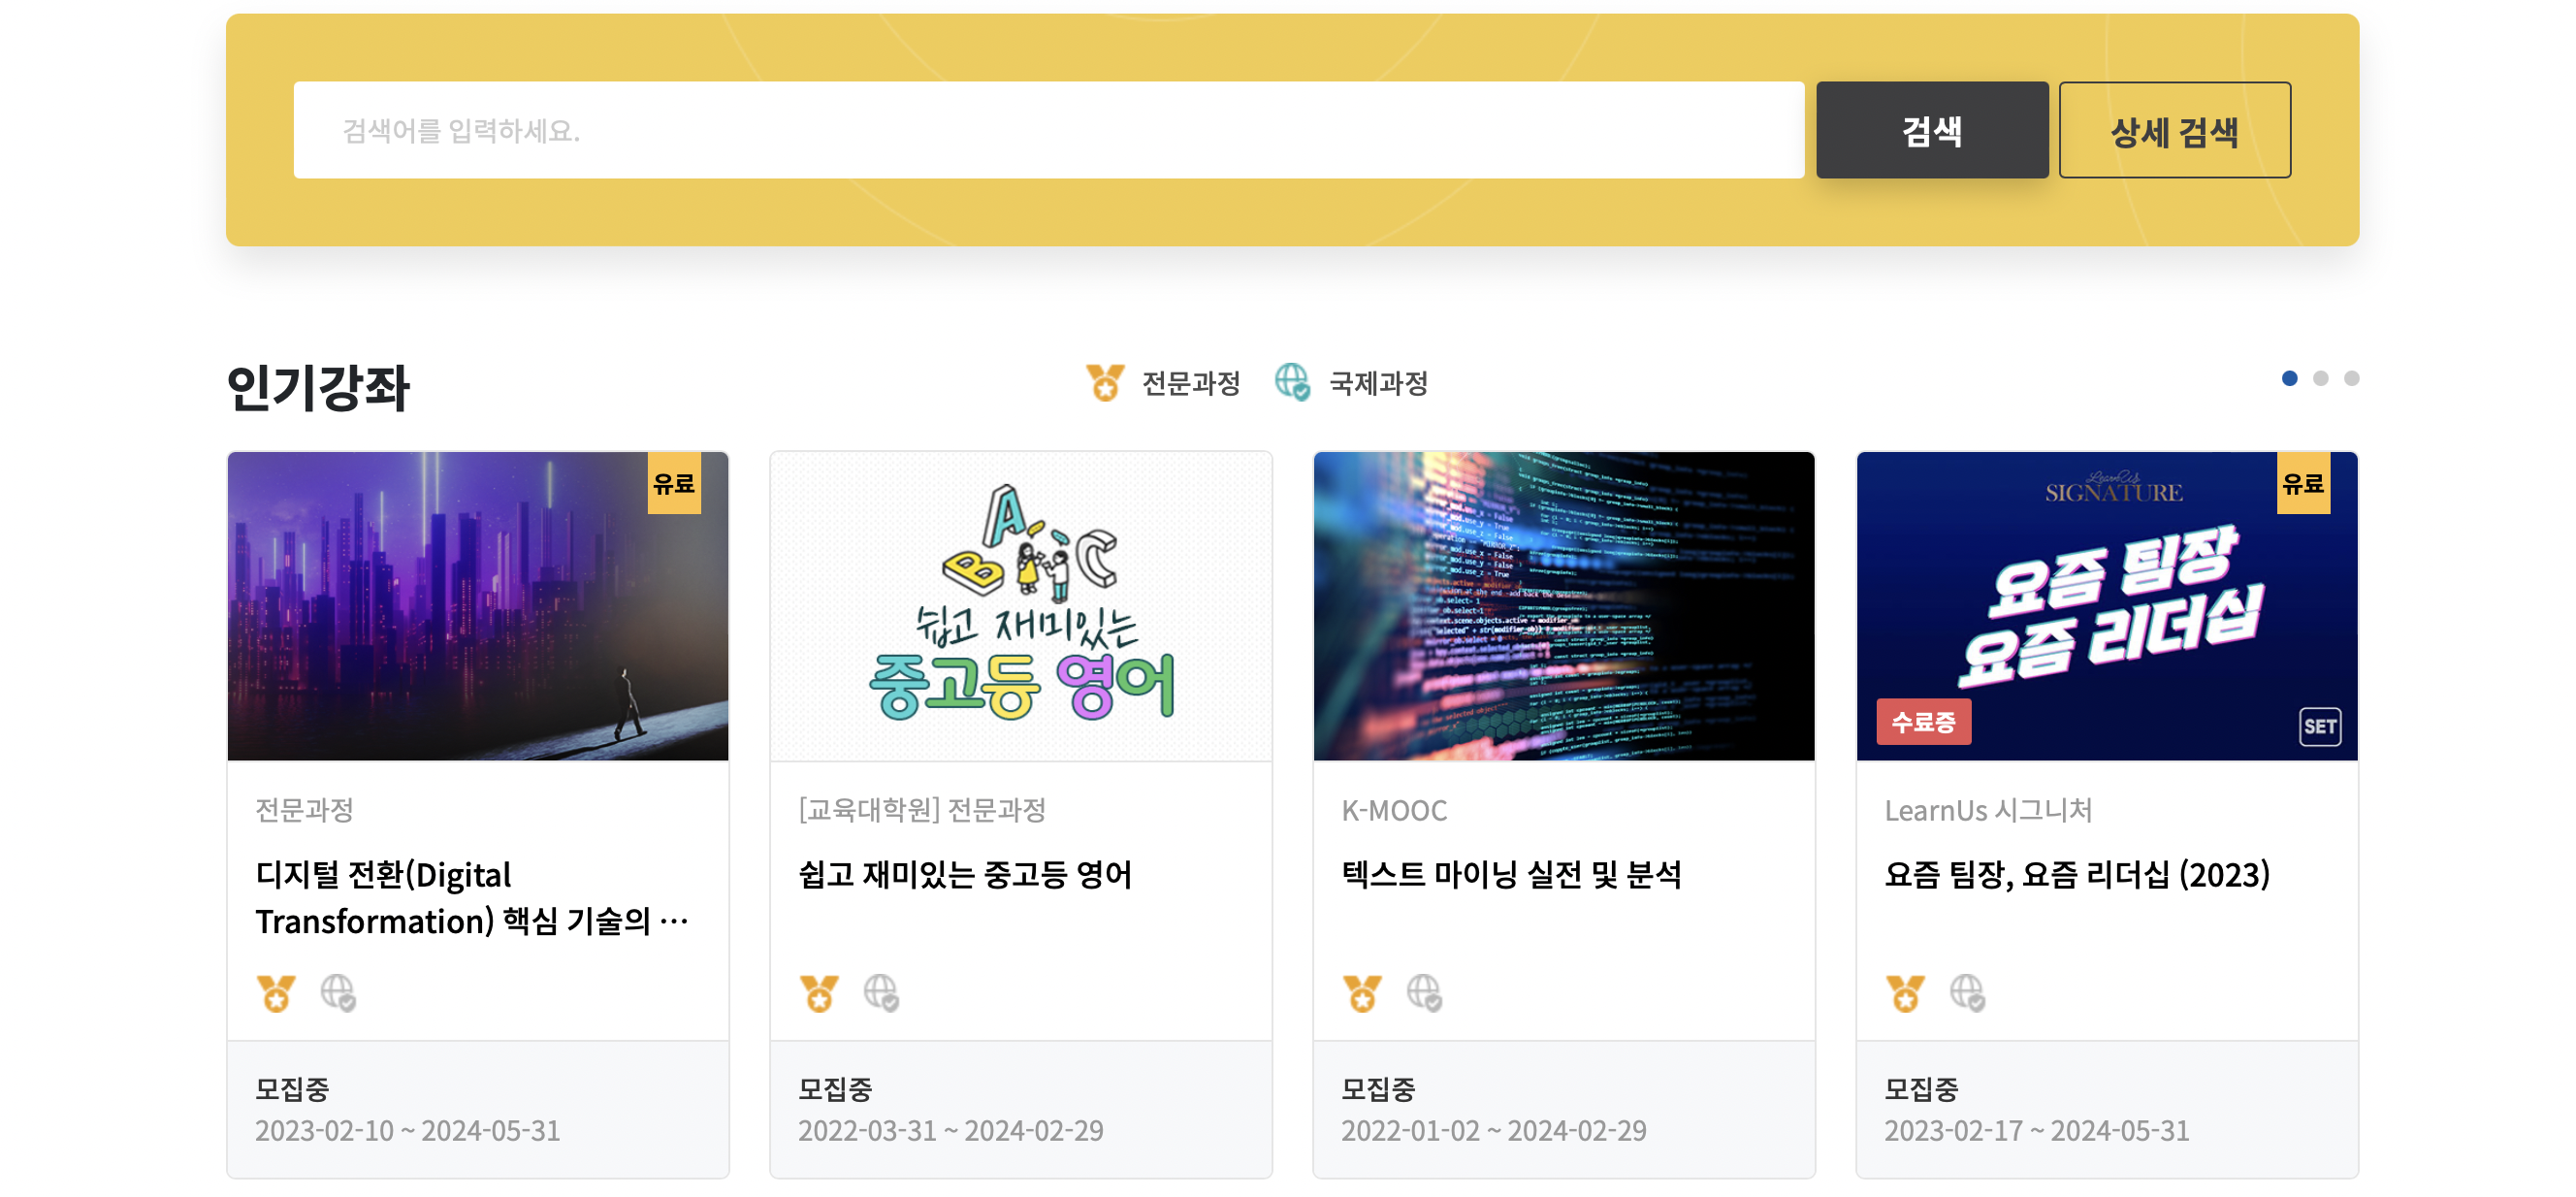 검색어를 입력하세요.
검색
상세 검색
인기강좌
전문과정
국제과정
유료
전문과정
디지털 전환(Digital
Transformation) 핵심 기술의 …
모집중
2023-02-10 ~ 2024-05-31
A
B C
쉽고 재미있는
중고등 영어
[교육대학원] 전문과정
쉽고 재미있는 중고등 영어
모집중
2022-03-31 ~ 2024-02-29
K-MOOC
텍스트 마이닝 실전 및 분석
모집중
2022-01-02 ~ 2024-02-29
LearnUs
SIGNATURE
유료
요즘 팀장
요즘 리더십
수료증
SET
LearnUs 시그니처
요즘 팀장, 요즘 리더십 (2023)
모집중
2023-02-17 ~ 2024-05-31